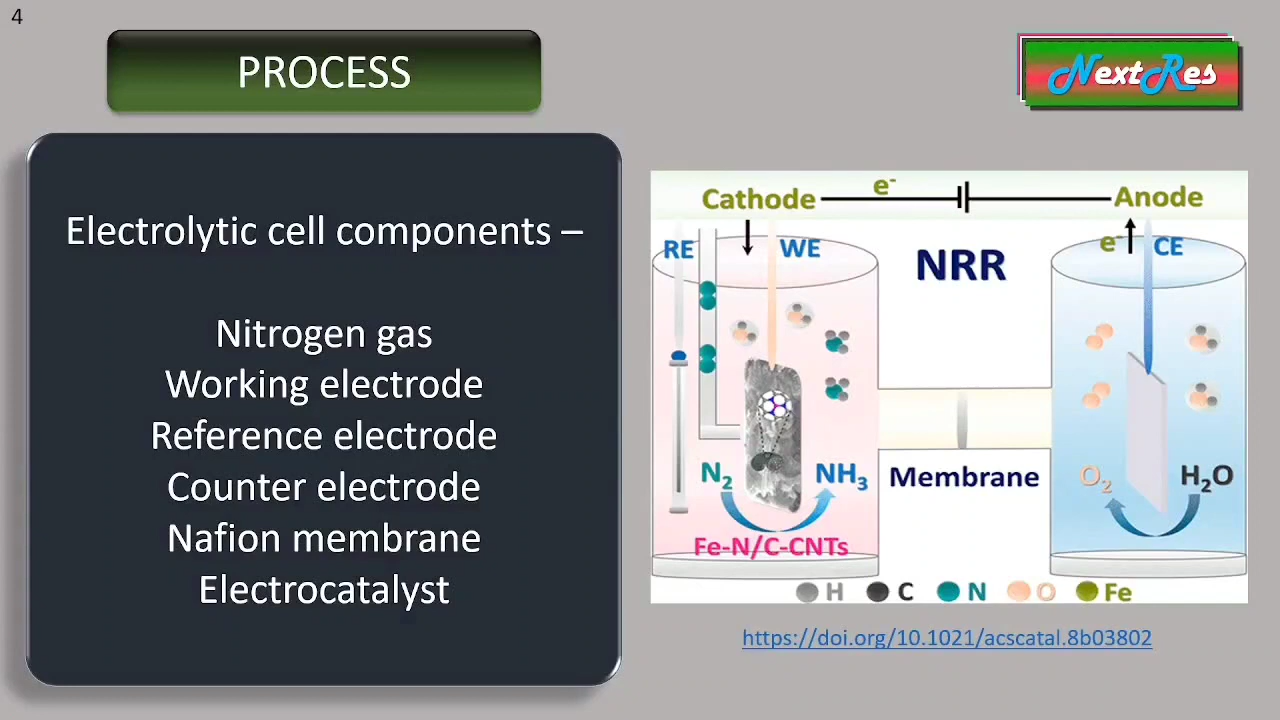 4
PROCESS
NextRes
Electrolytic cell components –
Nitrogen gas
Working electrode
Reference electrode
Counter electrode
Nafion membrane
Electrocatalyst
Cathode e⁻ Anode
RE WE NRR e⁻ CE
N₂ NH₃ Membrane O₂ H₂O
Fe-N/C-CNTs
H C N O Fe
https://doi.org/10.1021/acscatal.8b03802